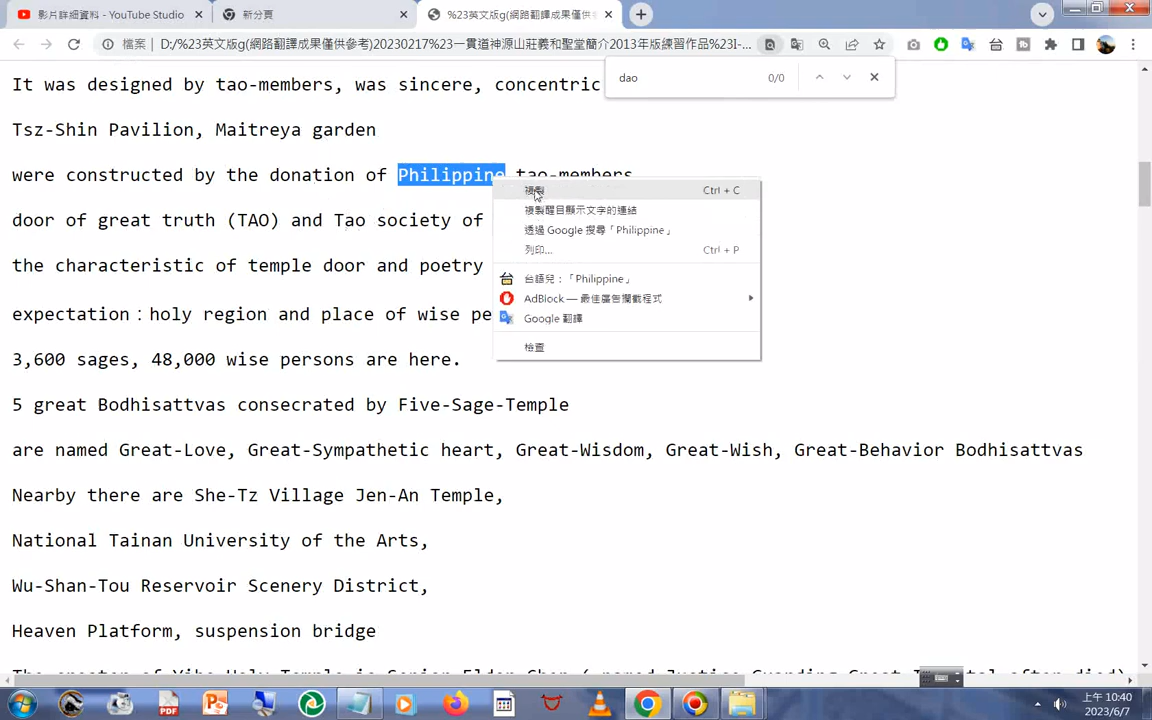 影片詳細資料 - YouTube Studio
新分頁
%23英文版g(網路翻譯成果僅供
檔案
D:/%23英文版g(網路翻譯成果僅供參考)20230217%23一貫道神源山莊義和聖堂簡介2013年版練習作品%23I-...
dao
0/0
It was designed by tao-members, was sincere, concentric
Tsz-Shin Pavilion, Maitreya garden
were constructed by the donation of Philippine tao-members
door of great truth (TAO) and Tao society of
the characteristic of temple door and poetry
expectation：holy region and place of wise pe
3,600 sages, 48,000 wise persons are here.
5 great Bodhisattvas consecrated by Five-Sage-Temple
are named Great-Love, Great-Sympathetic heart, Great-Wisdom, Great-Wish, Great-Behavior Bodhisattvas
Nearby there are She-Tz Village Jen-An Temple,
National Tainan University of the Arts,
Wu-Shan-Tou Reservoir Scenery District,
Heaven Platform, suspension bridge
複製 Ctrl + C
複製醒目顯示文字的連結
透過 Google 搜尋「Philippine」
列印... Ctrl + P
台語兒：「Philippine」
AdBlock — 最佳廣告攔截程式
Google 翻譯
檢查
上午 10:40
2023/6/7